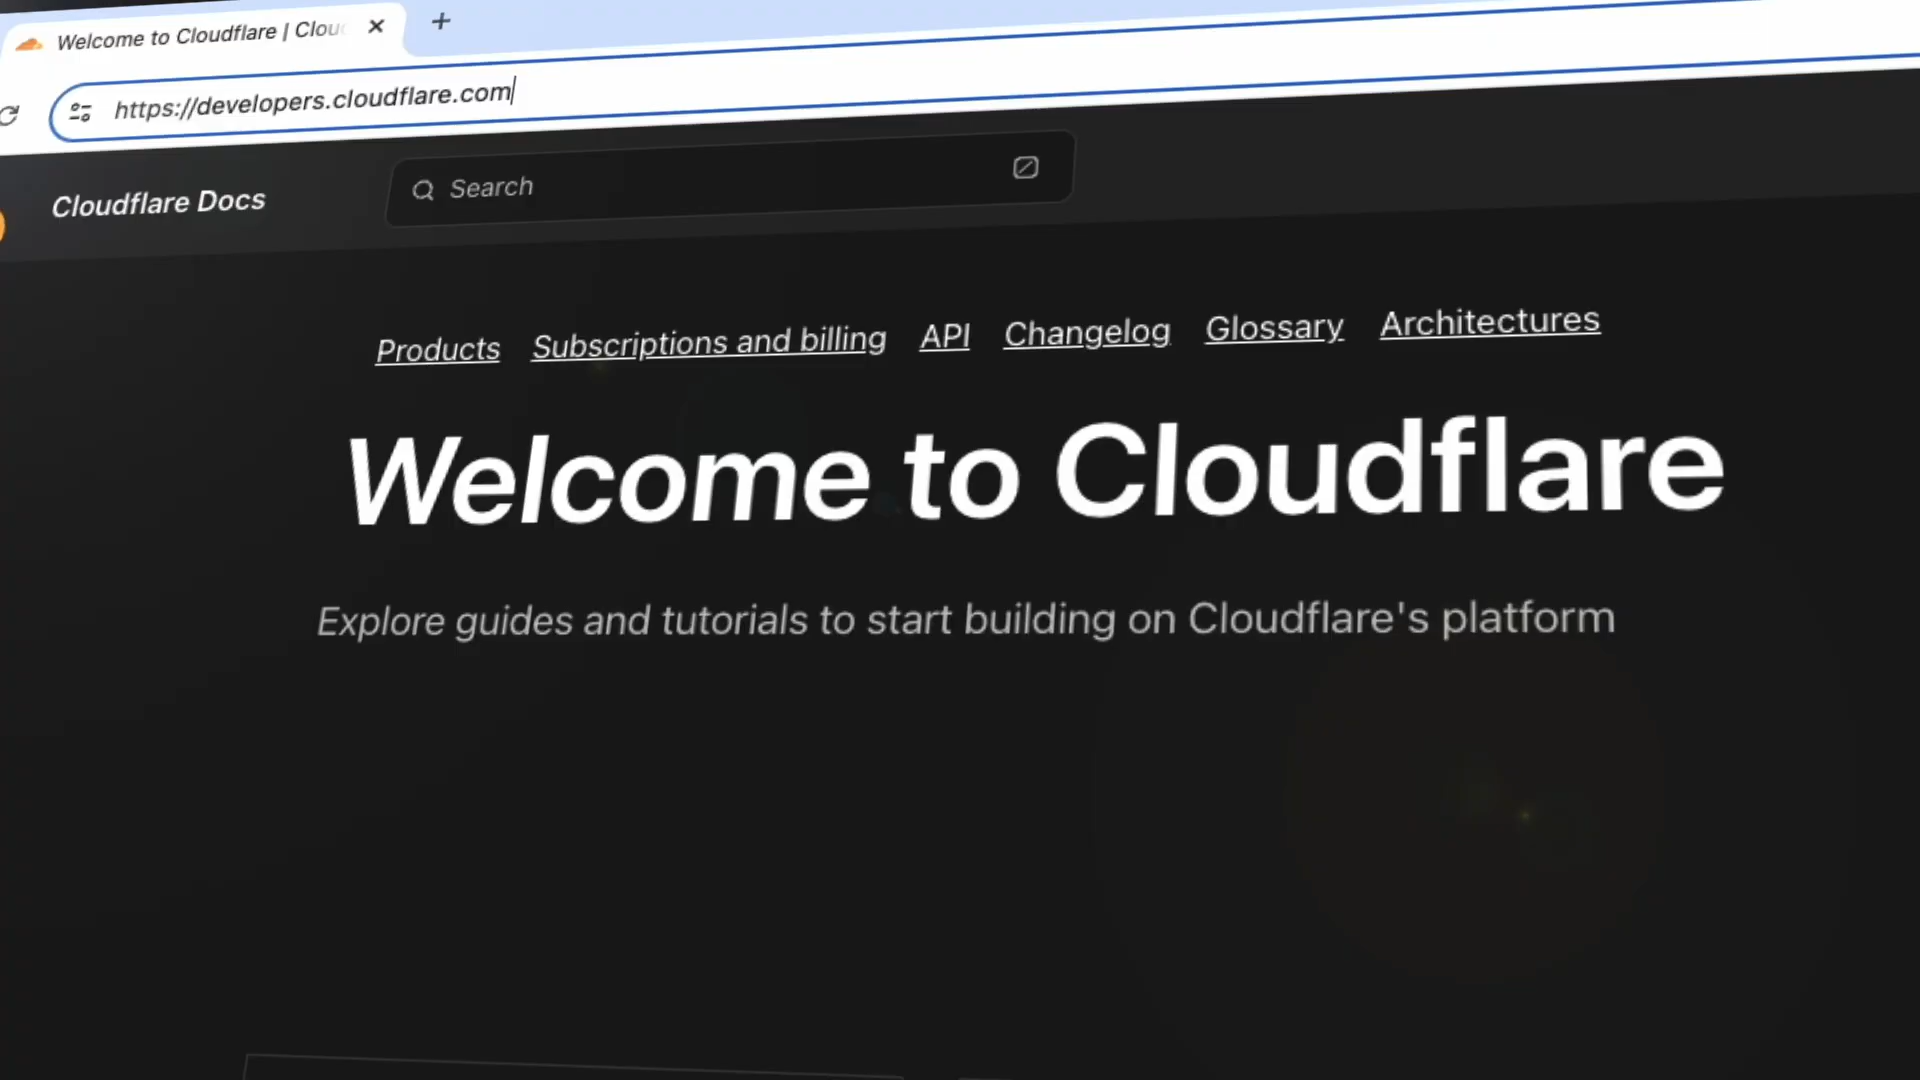 Welcome to Cloudflare | Clou
https://developers.cloudflare.com
Cloudflare Docs
Search
Products Subscriptions and billing API Changelog Glossary Architectures
Welcome to Cloudflare
Explore guides and tutorials to start building on Cloudflare's platform